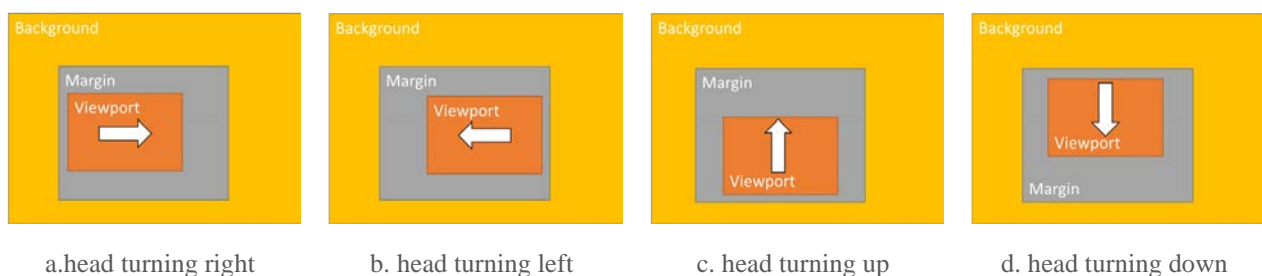 Background
Margin
Viewport
a.head turning right
Background
Margin
Viewport
b. head turning left
Background
Margin
Viewport
c. head turning up
Background
Viewport
Margin
d. head turning down